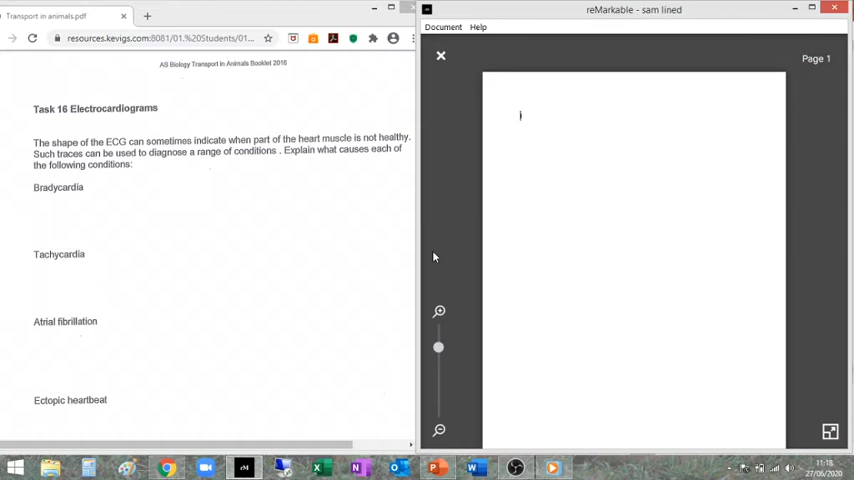 Transport in animals.pdf
reMarkable - sam lined
resources.kevigs.com:8081/01.%20Students/01
Document Help
Page 1
AS Biology Transport in Animals Booklet 2016
Task 16 Electrocardiograms
The shape of the ECG can sometimes indicate when part of the heart muscle is not healthy.
Such traces can be used to diagnose a range of conditions . Explain what causes each of
the following conditions:
Bradycardia
Tachycardia
Atrial fibrillation
Ectopic heartbeat
11:18
27/06/2020